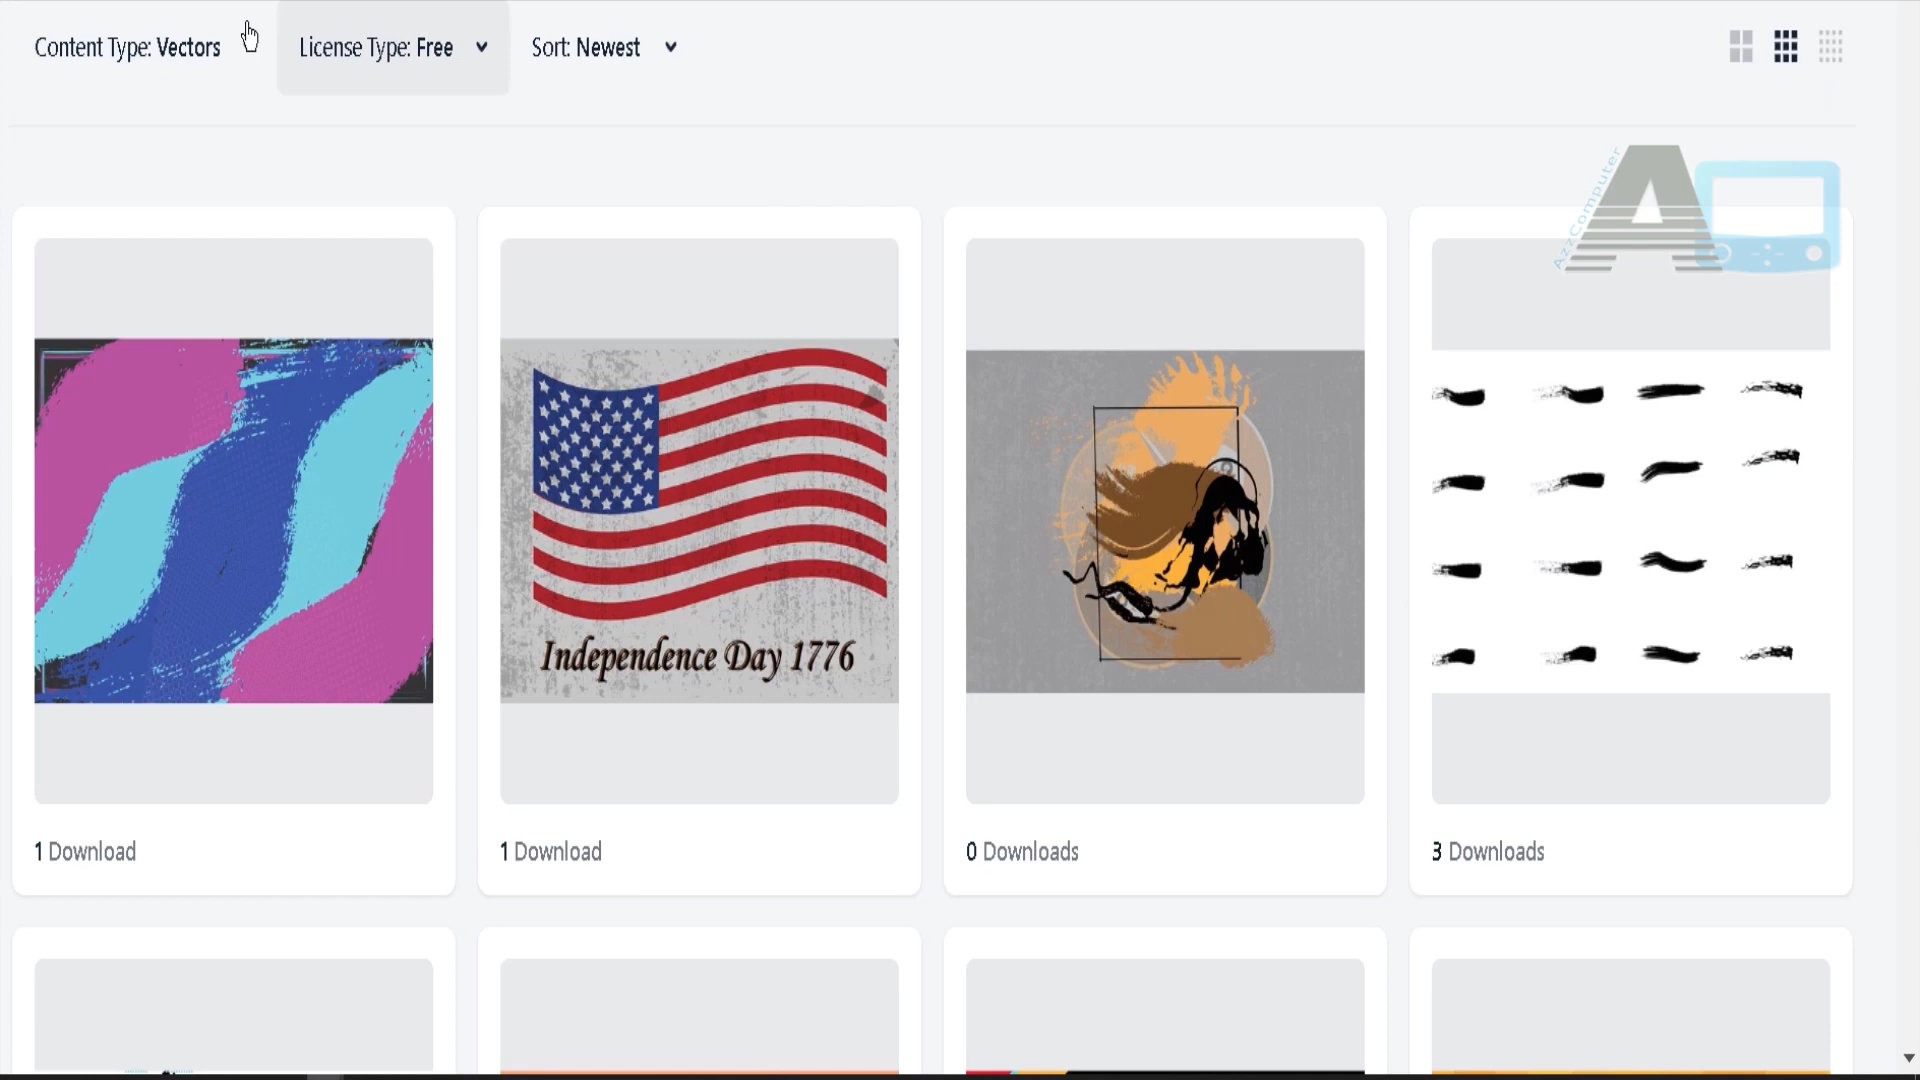 Content Type: Vectors
License Type: Free
Sort: Newest
AzzComputer
Independence Day 1776
1 Download
1 Download
0 Downloads
3 Downloads